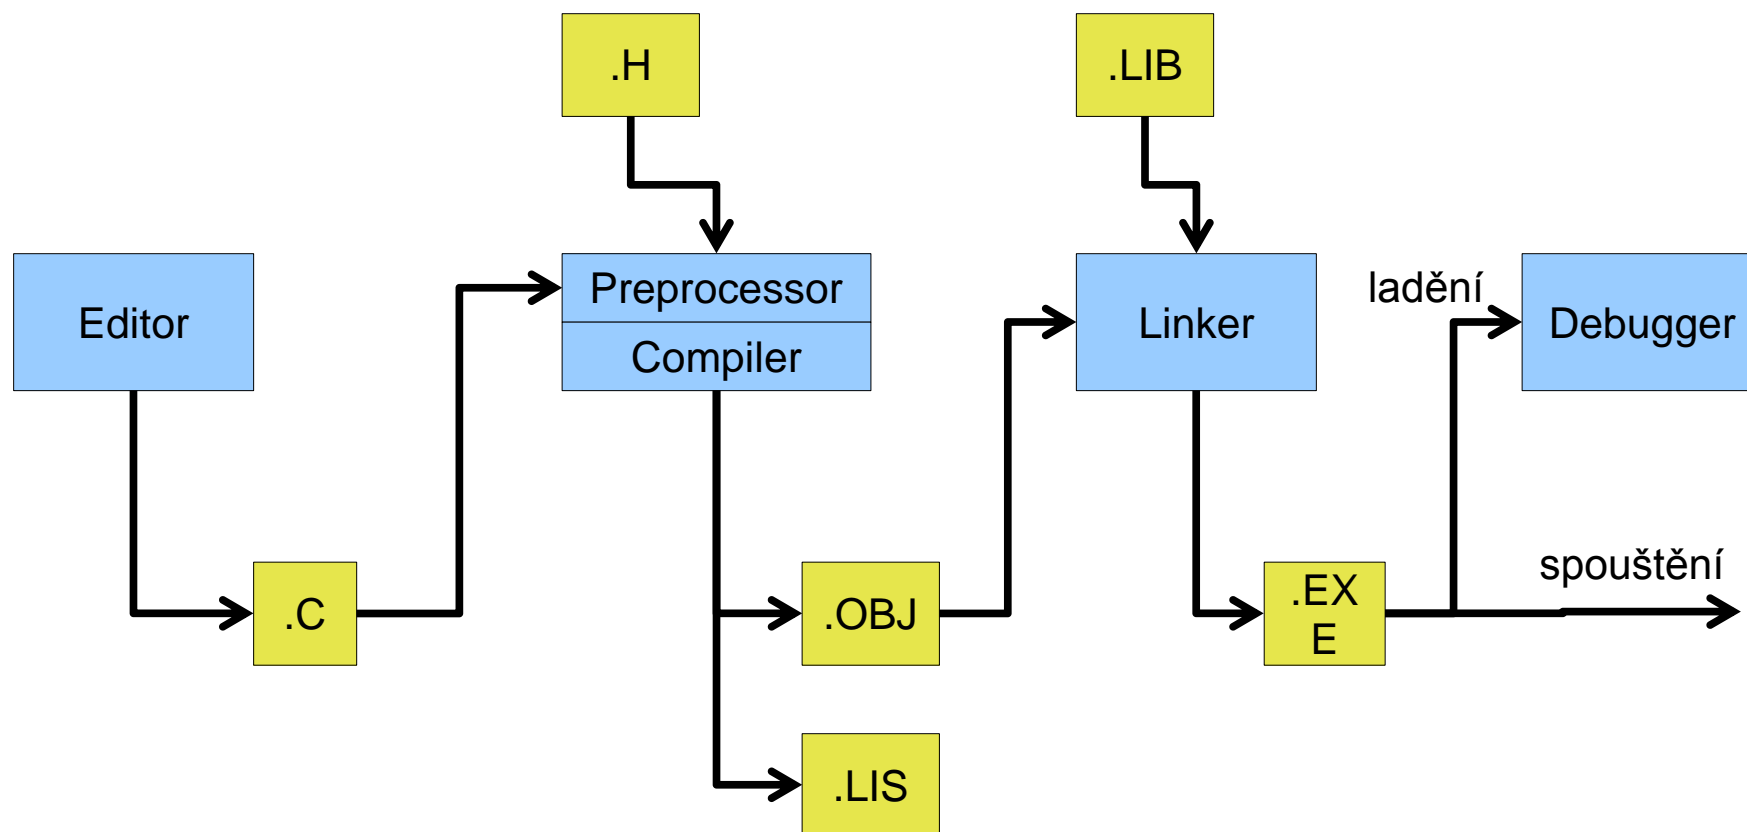 .H
.LIB
Editor
Preprocessor
Compiler
Linker
ladění
Debugger
.C
.OBJ
.EX
E
spouštění
.LIS